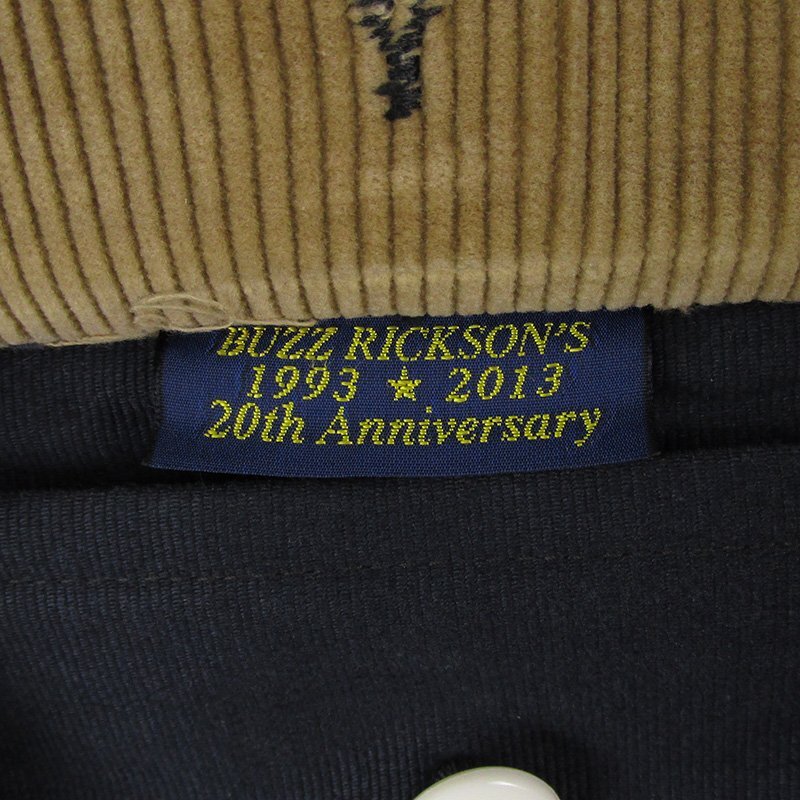 BUZZ RICKSON'S
1993 ★ 2013
20th Anniversary